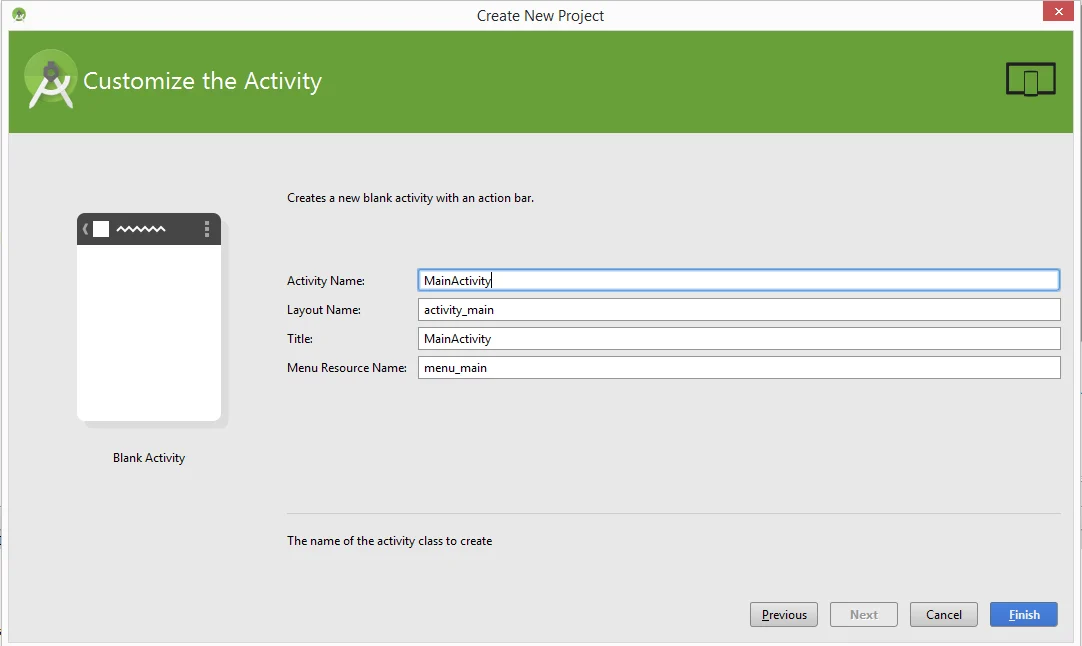 Create New Project
Customize the Activity
Creates a new blank activity with an action bar.
Activity Name: MainActivity
Layout Name: activity_main
Title: MainActivity
Menu Resource Name: menu_main
Blank Activity
The name of the activity class to create
Previous Next Cancel Finish